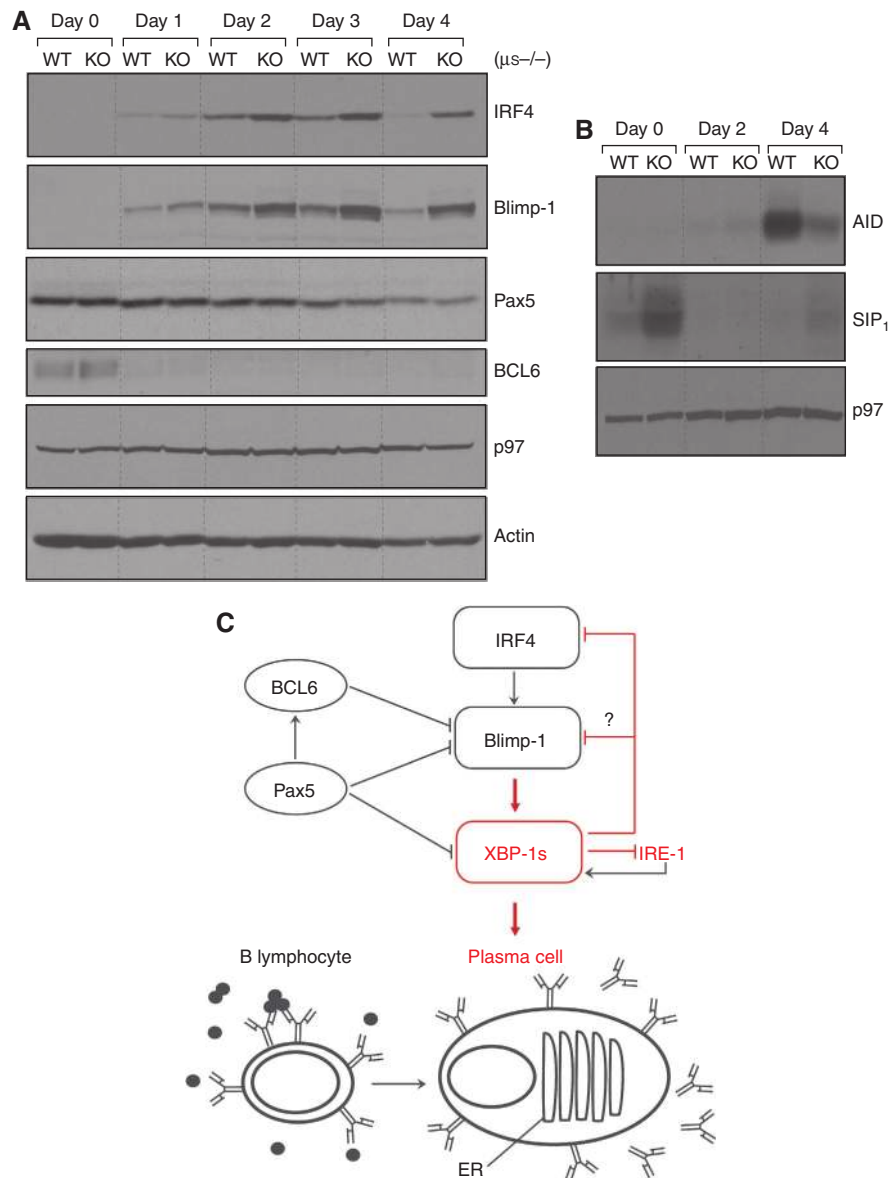 A
Day 0 Day 1 Day 2 Day 3 Day 4
WT KO WT KO WT KO WT KO WT KO (μs–/–)
IRF4
Blimp-1
Pax5
BCL6
p97
Actin
B
Day 0 Day 2 Day 4
WT KO WT KO WT KO
AID
SIP1
p97
C
IRF4
BCL6
?
Blimp-1
Pax5
XBP-1s IRE-1
B lymphocyte Plasma cell
ER